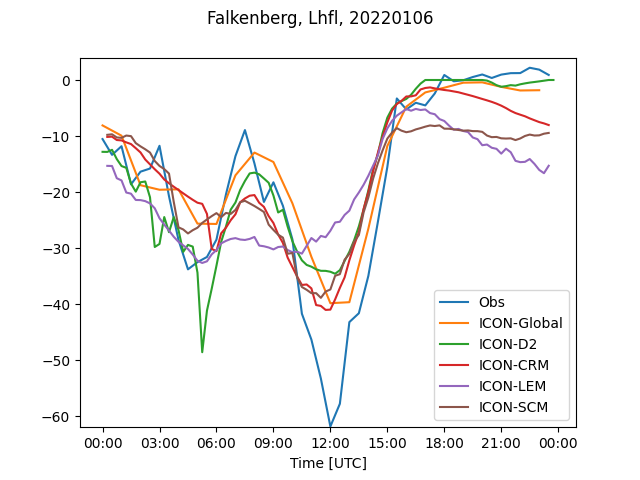 Falkenberg, Lhfl, 20220106
0
−10
−20
−30
−40
−50
−60
Obs
ICON-Global
ICON-D2
ICON-CRM
ICON-LEM
ICON-SCM
00:00 03:00 06:00 09:00 12:00 15:00 18:00 21:00 00:00
Time [UTC]